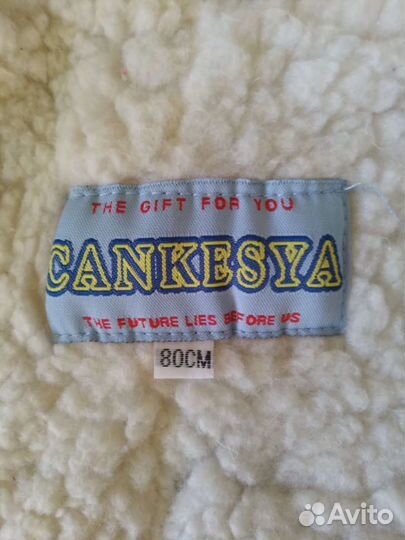 THE GIFT FOR YOU
CANKESYA
THE FUTURE LIES BEFORE US
80CM
Avito